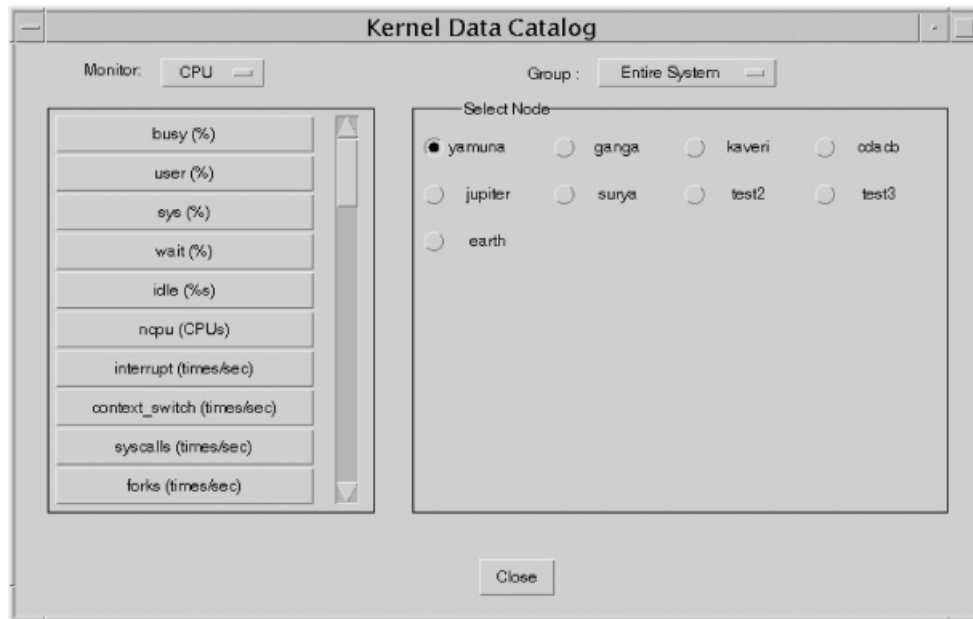 Kernel Data Catalog
Monitor: CPU Group : Entire System
Select Node
busy (%)
user (%)
sys (%)
wait (%)
idle (%s)
ncpu (CPUs)
interrupt (times/sec)
context_switch (times/sec)
syscalls (times/sec)
forks (times/sec)
yamuna ganga kaveri cdacb
jupiter surya test2 test3
earth
Close